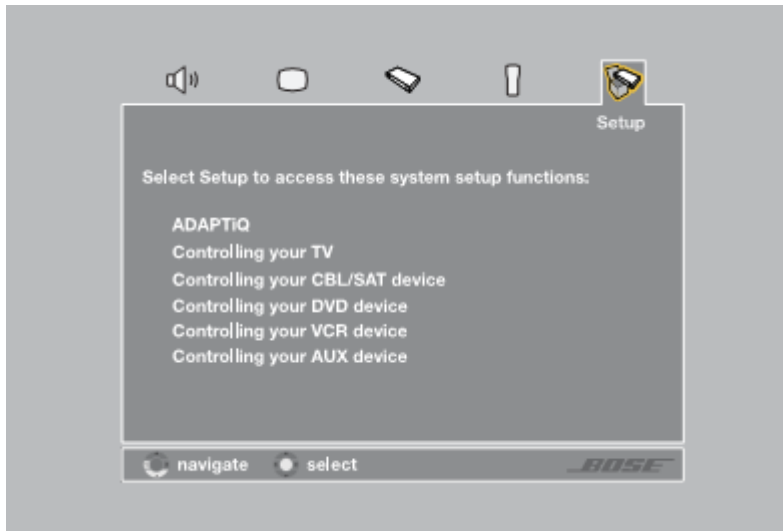 Setup
Select Setup to access these system setup functions:
ADAPTiQ
Controlling your TV
Controlling your CBL/SAT device
Controlling your DVD device
Controlling your VCR device
Controlling your AUX device
navigate select BOSE